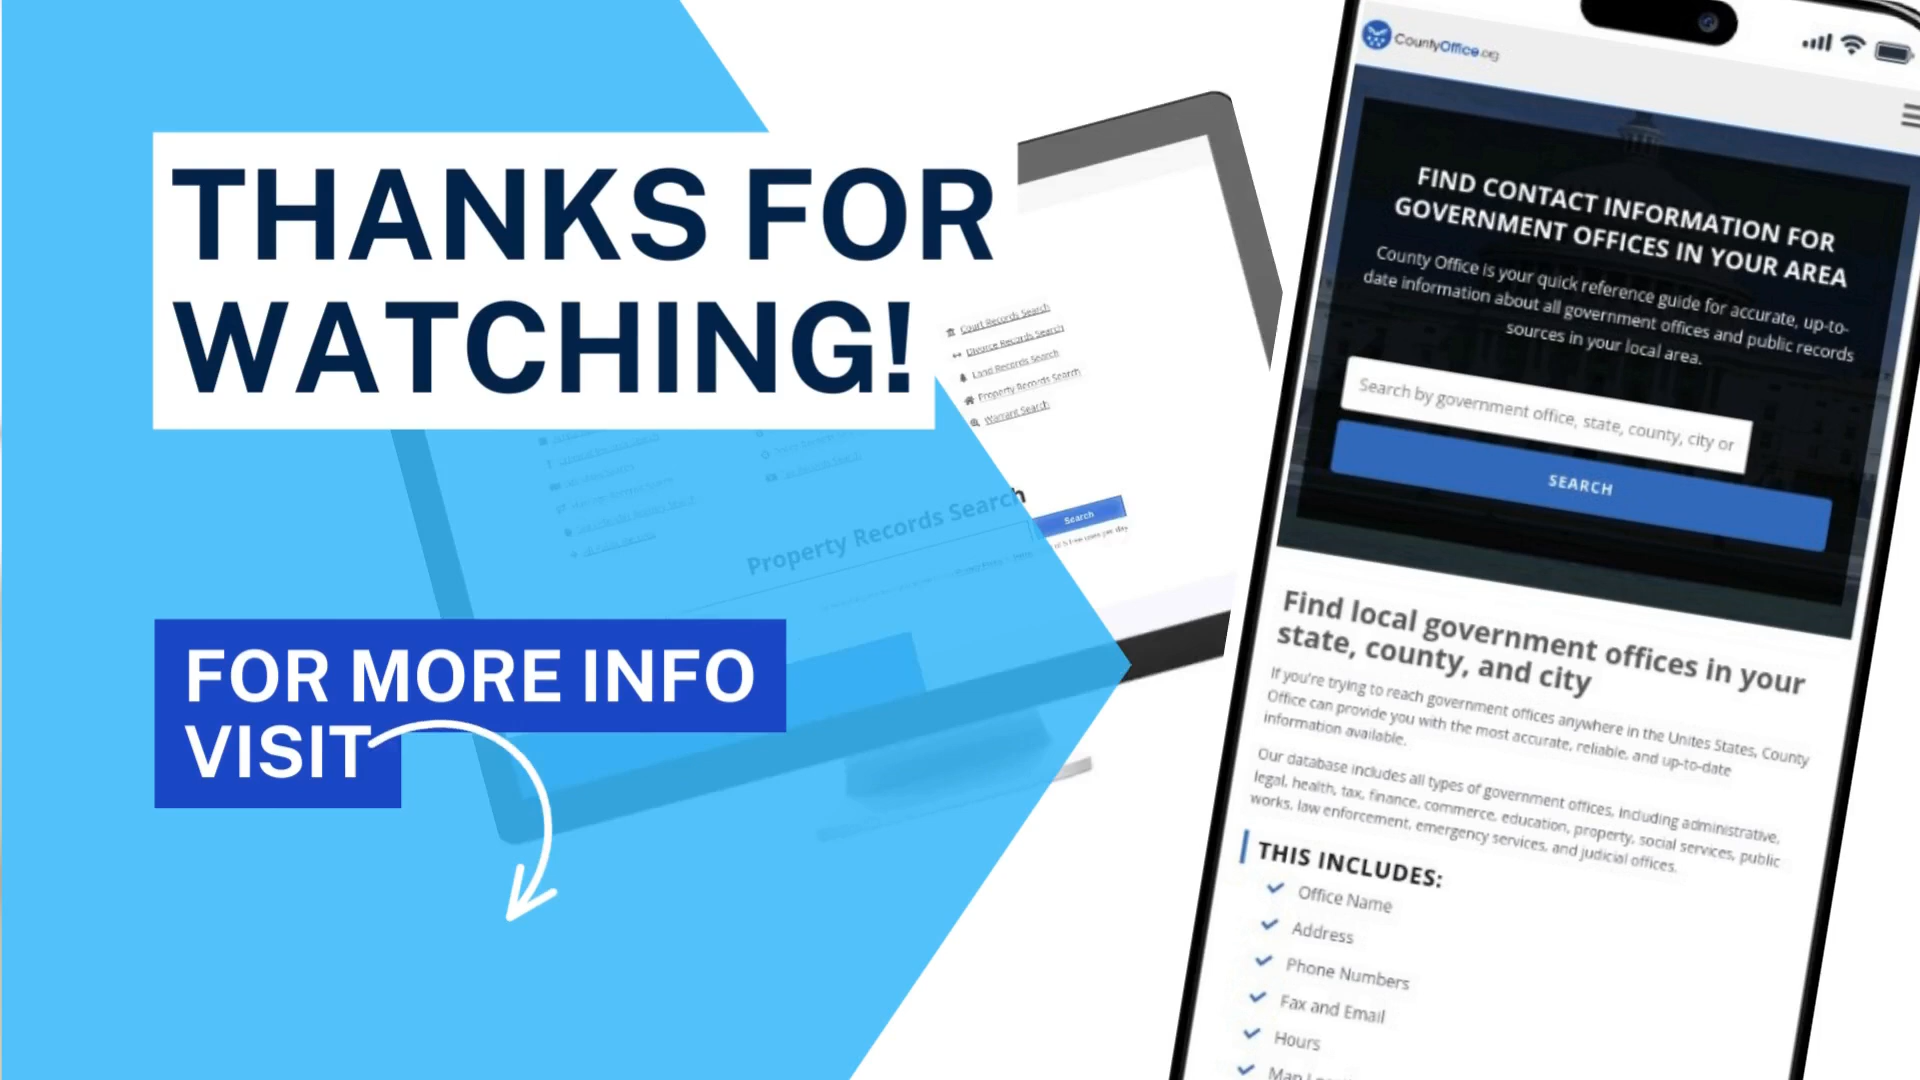 THANKS FOR
WATCHING!
FOR MORE INFO
VISIT
Court Records Search
Divorce Records Search
Land Records Search
Property Records Search
Warrant Search
Property Records Search
Search
CountyOffice.org
FIND CONTACT INFORMATION FOR
GOVERNMENT OFFICES IN YOUR AREA
County Office is your quick reference guide for accurate, up-to-
date information about all government offices and public records
sources in your local area.
Search by government office, state, county, city or
SEARCH
Find local government offices in your
state, county, and city
If you're trying to reach government offices anywhere in the Unites States, County
Office can provide you with the most accurate, reliable, and up-to-date
information available.
Our database includes all types of government offices, including administrative,
legal, health, tax, finance, commerce, education, property, social services, public
works, law enforcement, emergency services, and judicial offices.
THIS INCLUDES:
Office Name
Address
Phone Numbers
Fax and Email
Hours